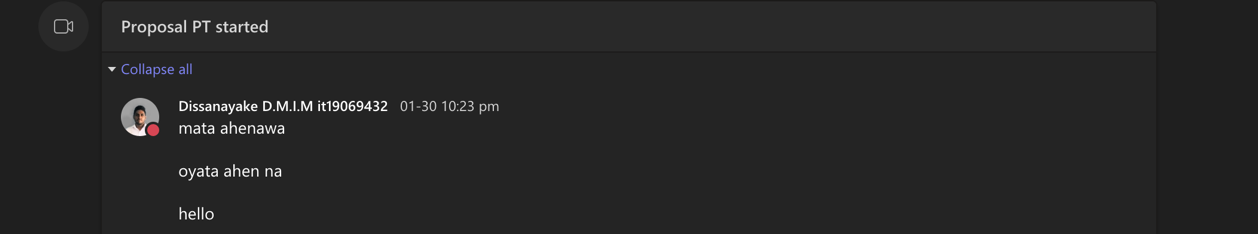 Proposal PT started
Collapse all
Dissanayake D.M.I.M it19069432 01-30 10:23 pm
mata ahenawa
oyata ahen na
hello